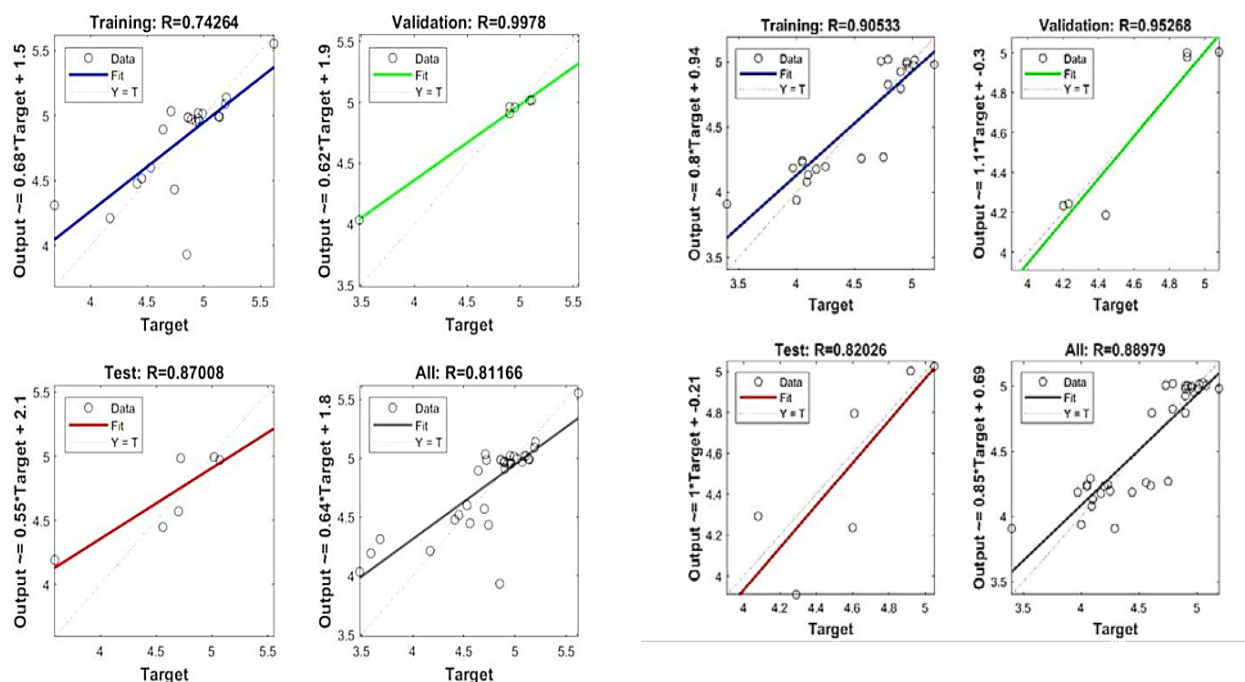 Training: R=0.74264
Output ~= 0.68*Target + 1.5
Data
Fit
Y = T
5.5
5
4.5
4
4 4.5 5 5.5
Target
Validation: R=0.9978
Output ~= 0.62*Target + 1.9
Data
Fit
Y = T
5.5
5
4.5
4
3.5
3.5 4 4.5 5 5.5
Target
Training: R=0.90533
Output ~= 0.8*Target + 0.94
Data
Fit
Y = T
5
4.5
4
3.5
3.5 4 4.5 5
Target
Validation: R=0.95268
Output ~= 1.1*Target + -0.3
Data
Fit
Y = T
5
4.8
4.6
4.4
4.2
4
4 4.2 4.4 4.6 4.8 5
Target
Test: R=0.87008
Output ~= 0.55*Target + 2.1
Data
Fit
Y = T
5.5
5
4.5
4
4 4.5 5 5.5
Target
All: R=0.81166
Output ~= 0.64*Target + 1.8
Data
Fit
Y = T
5.5
5
4.5
4
3.5
3.5 4 4.5 5 5.5
Target
Test: R=0.82026
Output ~= 1*Target + -0.21
Data
Fit
Y = T
5
4.8
4.6
4.4
4.2
4
4 4.2 4.4 4.6 4.8 5
Target
All: R=0.88979
Output ~= 0.85*Target + 0.69
Data
Fit
Y = T
5
4.5
4
3.5
3.5 4 4.5 5
Target